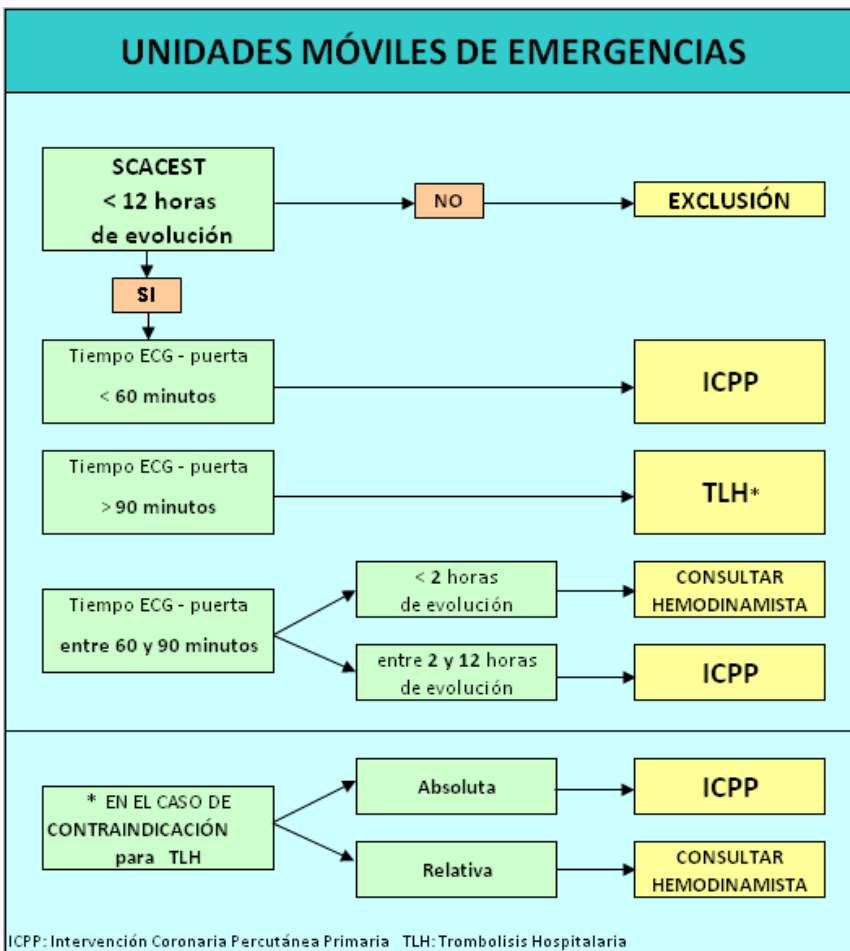 UNIDADES MÓVILES DE EMERGENCIAS
SCACEST
< 12 horas
de evolución
NO
EXCLUSIÓN
SI
Tiempo ECG - puerta
< 60 minutos
ICPP
Tiempo ECG - puerta
> 90 minutos
TLH*
Tiempo ECG - puerta
entre 60 y 90 minutos
< 2 horas
de evolución
CONSULTAR
HEMODINAMISTA
entre 2 y 12 horas
de evolución
ICPP
* EN EL CASO DE
CONTRAINDICACIÓN
para TLH
Absoluta
ICPP
Relativa
CONSULTAR
HEMODINAMISTA
ICPP: Intervención Coronaria Percutánea Primaria TLH: Trombolisis Hospitalaria